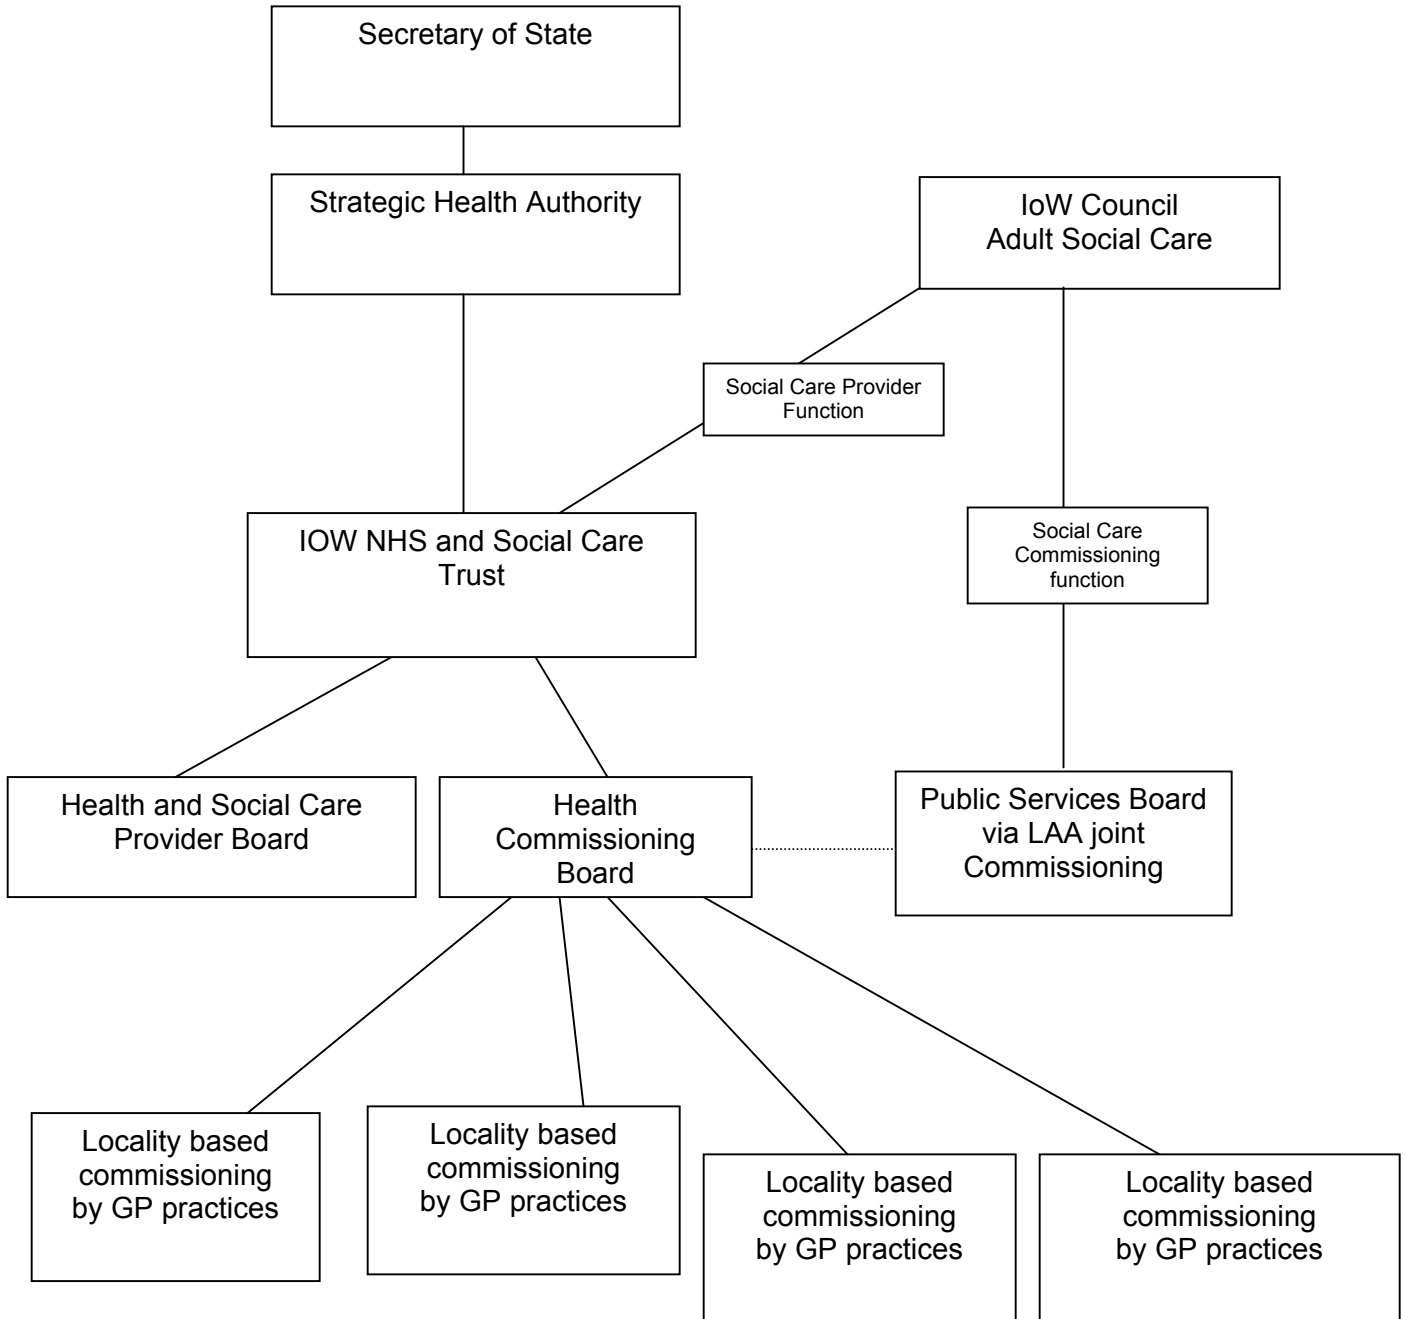 Secretary of State
Strategic Health Authority
IoW Council
Adult Social Care
Social Care Provider
Function
IOW NHS and Social Care
Trust
Social Care
Commissioning
function
Health and Social Care
Provider Board
Health
Commissioning
Board
Public Services Board
via LAA joint
Commissioning
Locality based
commissioning
by GP practices
Locality based
commissioning
by GP practices
Locality based
commissioning
by GP practices
Locality based
commissioning
by GP practices